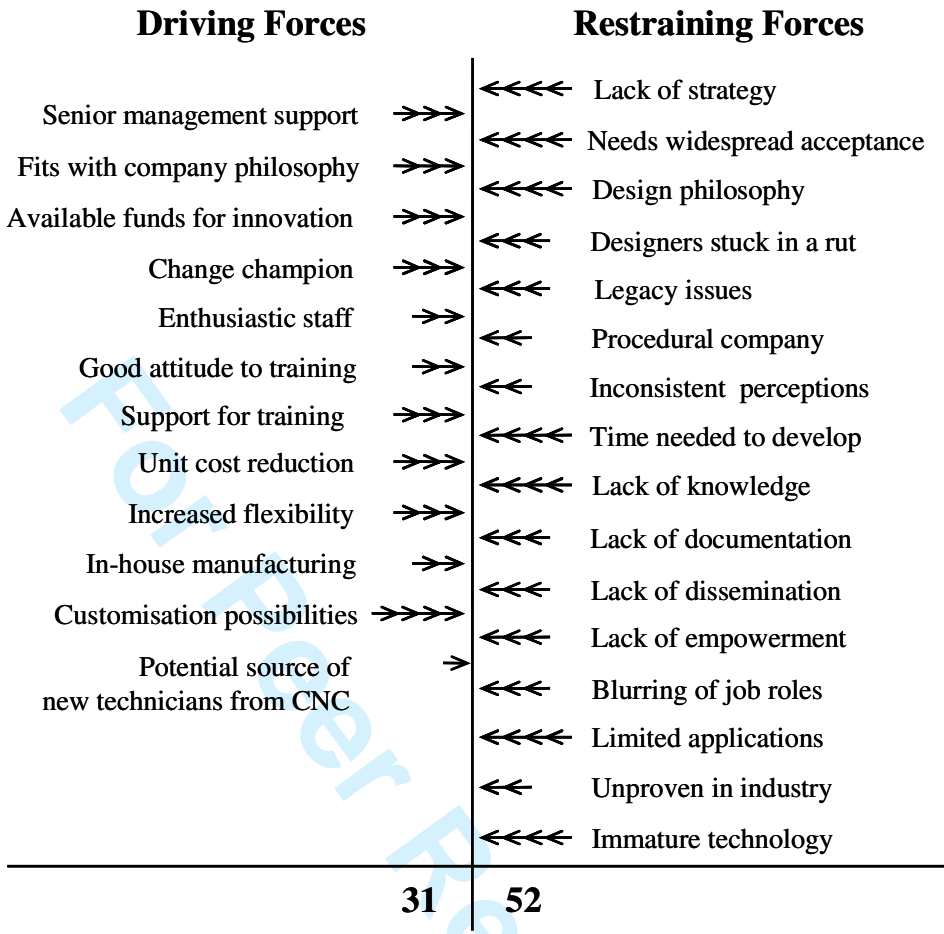 Driving Forces
Senior management support
Fits with company philosophy
Available funds for innovation
Change champion
Enthusiastic staff
Good attitude to training
Support for training
Unit cost reduction
Increased flexibility
In-house manufacturing
Customisation possibilities
Potential source of
new technicians from CNC
31
Restraining Forces
Lack of strategy
Needs widespread acceptance
Design philosophy
Designers stuck in a rut
Legacy issues
Procedural company
Inconsistent perceptions
Time needed to develop
Lack of knowledge
Lack of documentation
Lack of dissemination
Lack of empowerment
Blurring of job roles
Limited applications
Unproven in industry
Immature technology
52
For Peer Re